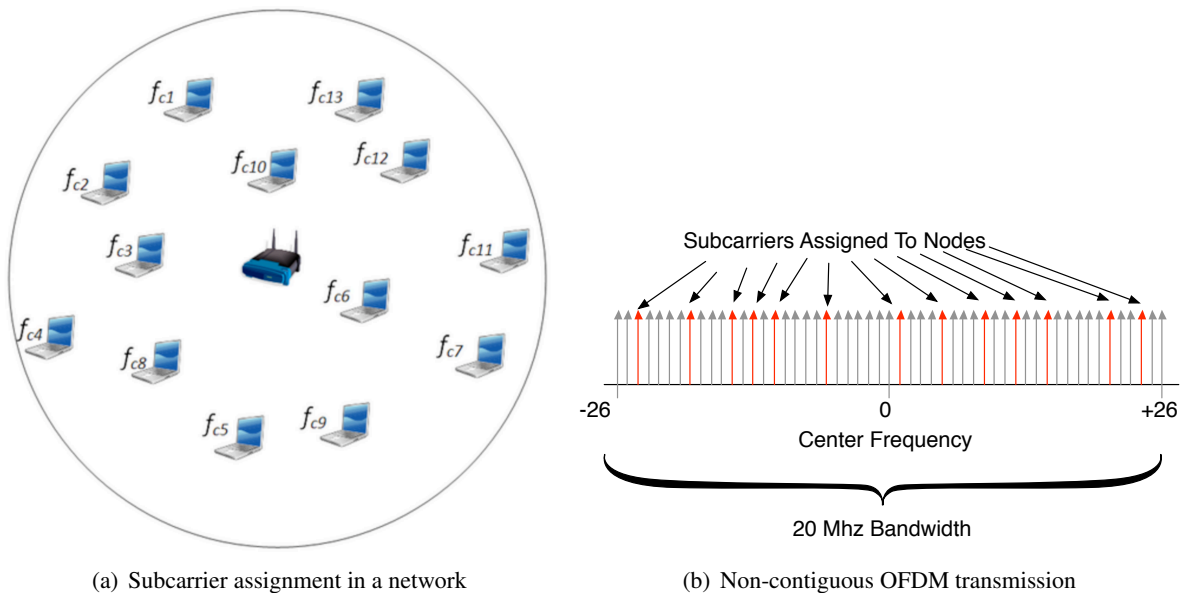 fc1
fc13
fc10
fc12
fc2
fc3
fc11
fc6
fc4
fc8
fc7
fc5
fc9
(a) Subcarrier assignment in a network
Subcarriers Assigned To Nodes
-26
0
+26
Center Frequency
20 Mhz Bandwidth
(b) Non-contiguous OFDM transmission